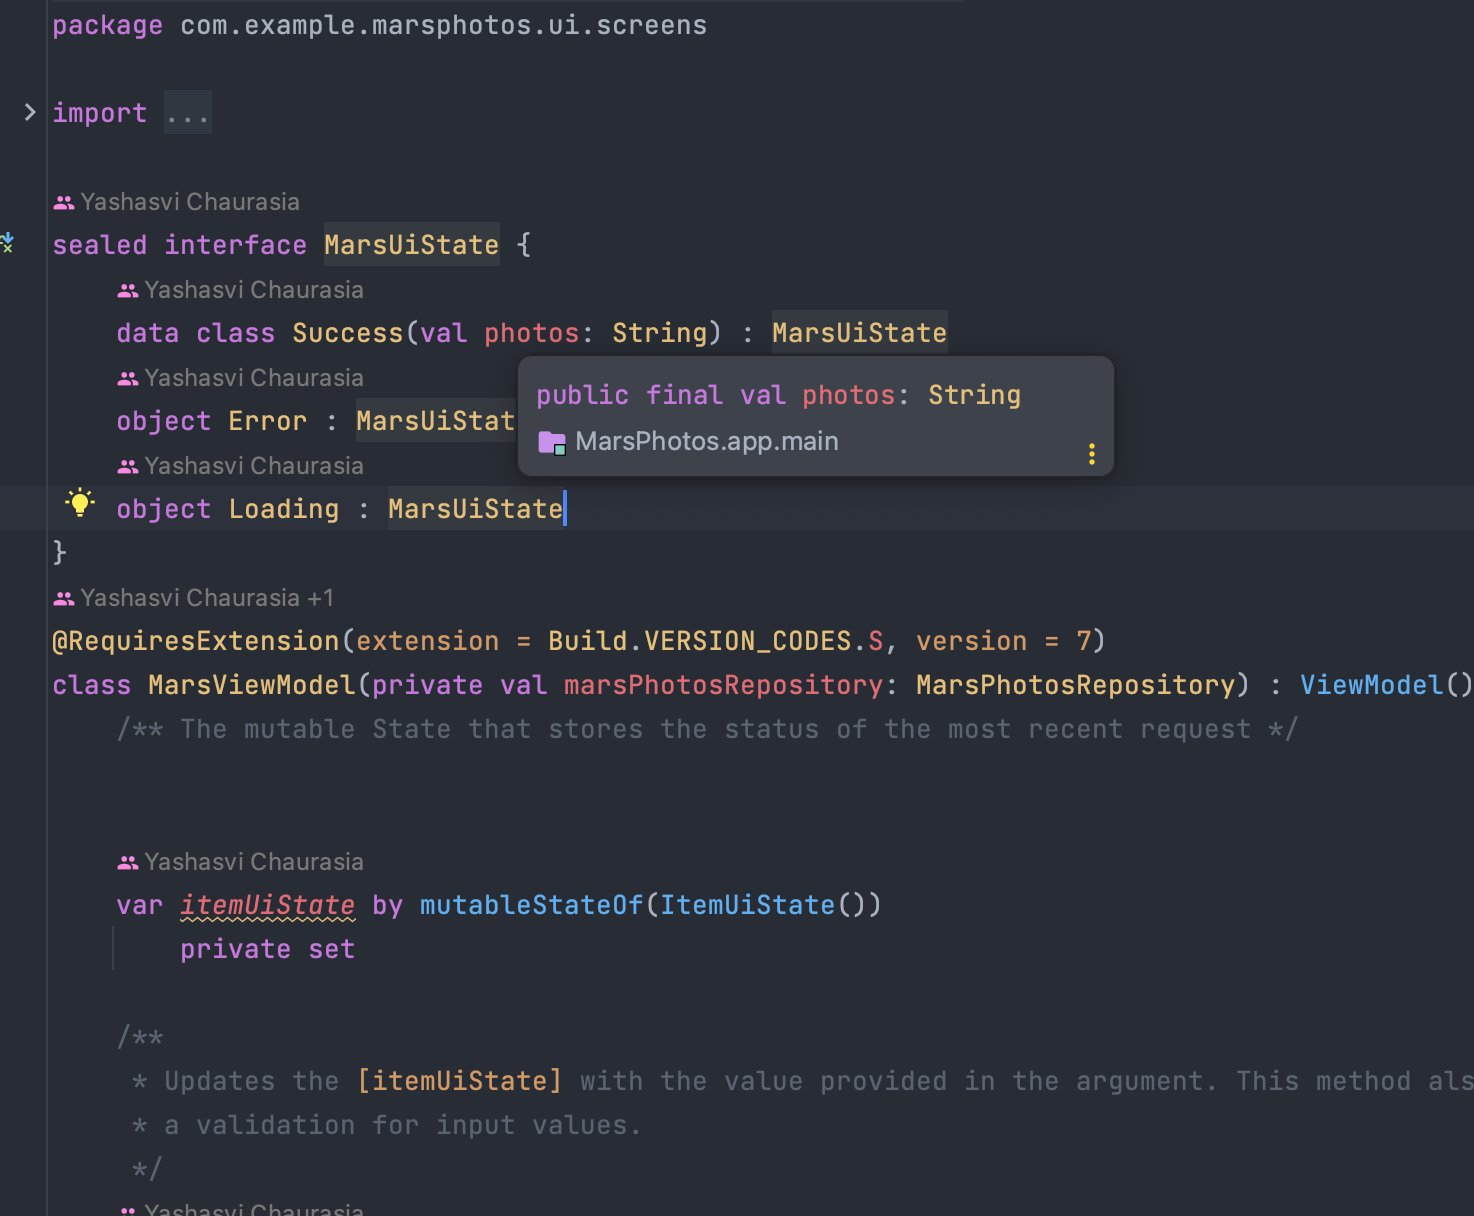 package com.example.marsphotos.ui.screens
import ...
Yashasvi Chaurasia
sealed interface MarsUiState {
Yashasvi Chaurasia
data class Success(val photos: String) : MarsUiState
Yashasvi Chaurasia
public final val photos: String
object Error : MarsUiStat
MarsPhotos.app.main
Yashasvi Chaurasia
object Loading : MarsUiState
}
Yashasvi Chaurasia +1
@RequiresExtension(extension = Build.VERSION_CODES.S, version = 7)
class MarsViewModel(private val marsPhotosRepository: MarsPhotosRepository) : ViewModel()
/** The mutable State that stores the status of the most recent request */
Yashasvi Chaurasia
var itemUiState by mutableStateOf(ItemUiState())
private set
/**
* Updates the [itemUiState] with the value provided in the argument. This method als
* a validation for input values.
*/
Yashasvi Chaurasia